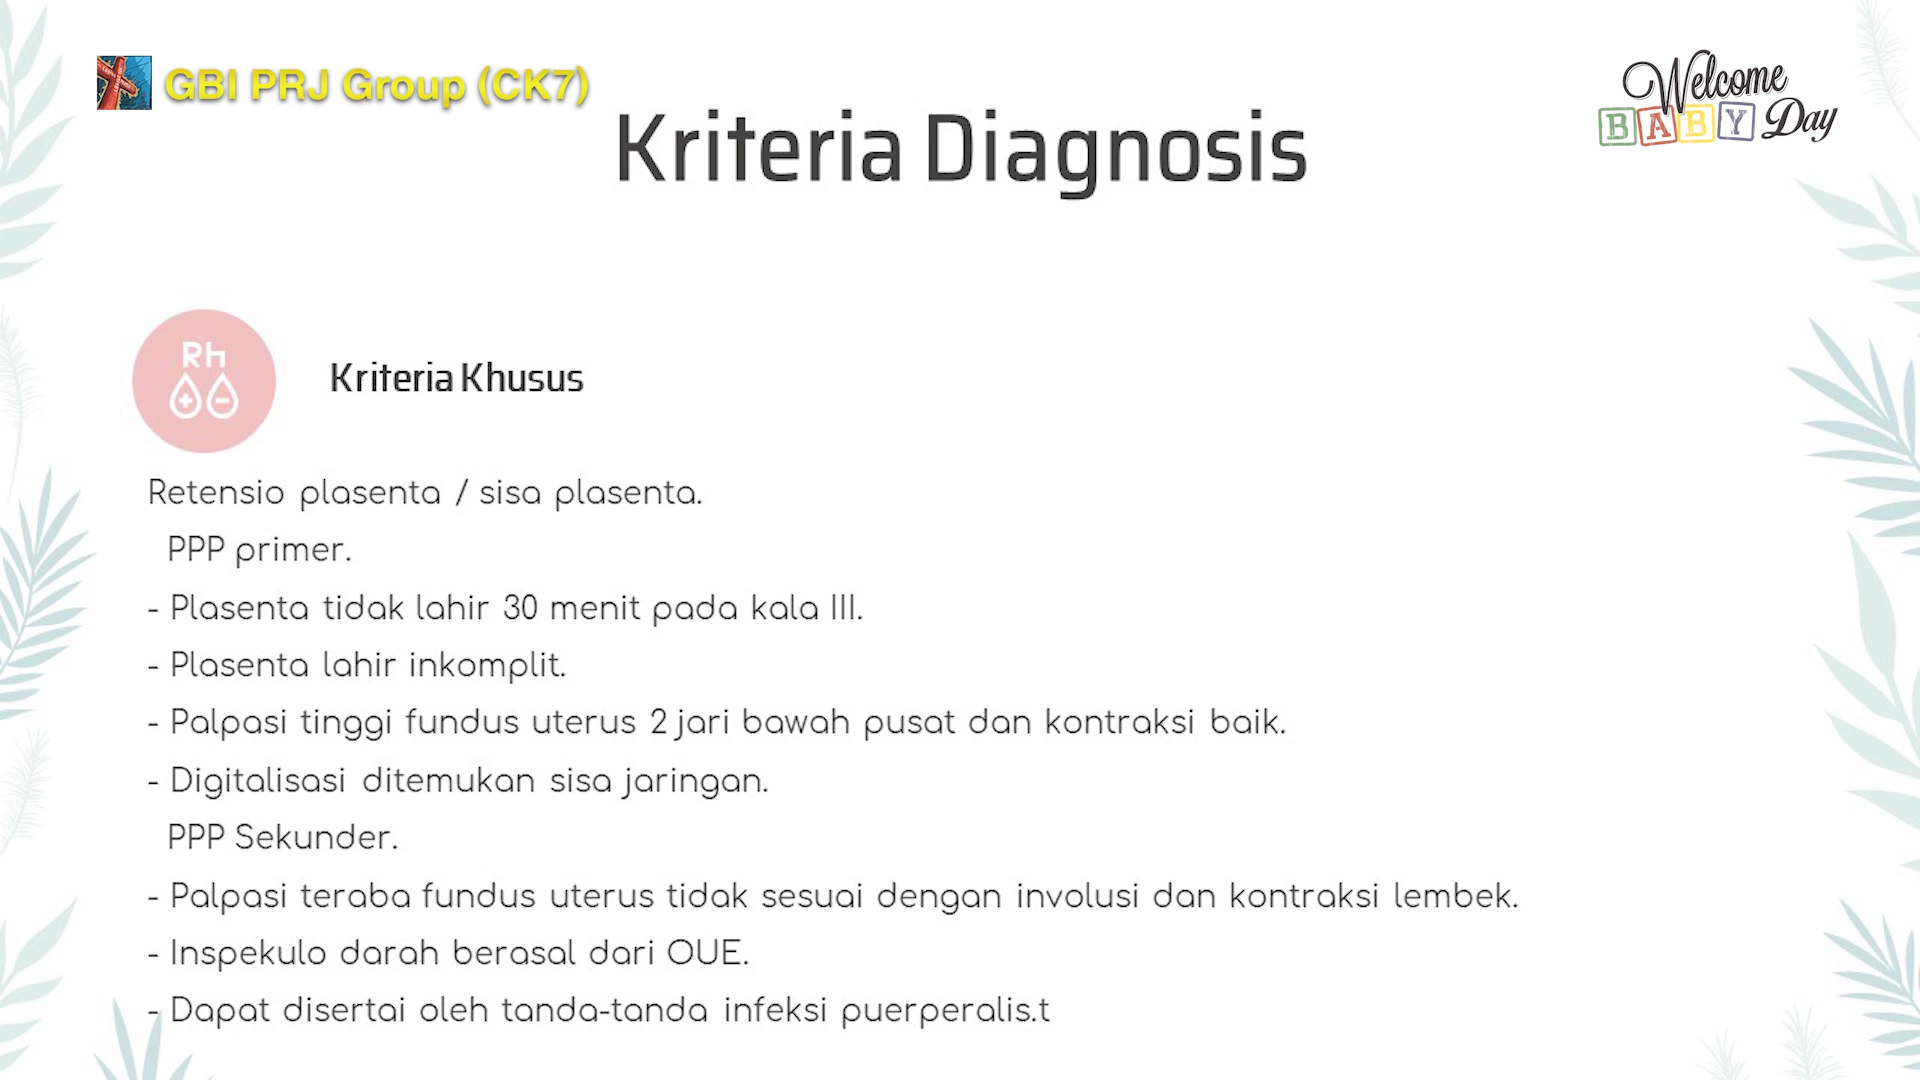 GBI PRJ Group (CK7)
Welcome
BABY Day
Kriteria Diagnosis
Rh
Kriteria Khusus
Retensio plasenta / sisa plasenta.
PPP primer.
- Plasenta tidak lahir 30 menit pada kala III.
- Plasenta lahir inkomplit.
- Palpasi tinggi fundus uterus 2 jari bawah pusat dan kontraksi baik.
- Digitalisasi ditemukan sisa jaringan.
PPP Sekunder.
- Palpasi teraba fundus uterus tidak sesuai dengan involusi dan kontraksi lembek.
- Inspekulo darah berasal dari OUE.
- Dapat disertai oleh tanda-tanda infeksi puerperalis.t